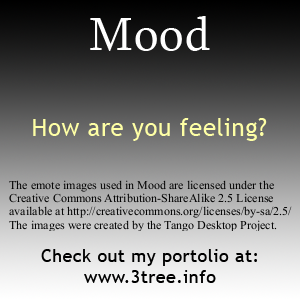 Mood
How are you feeling?
The emote images used in Mood are licensed under the
Creative Commons Attribution-ShareAlike 2.5 License
available at http://creativecommons.org/licenses/by-sa/2.5/
The images were created by the Tango Desktop Project.
Check out my portolio at:
www.3tree.info